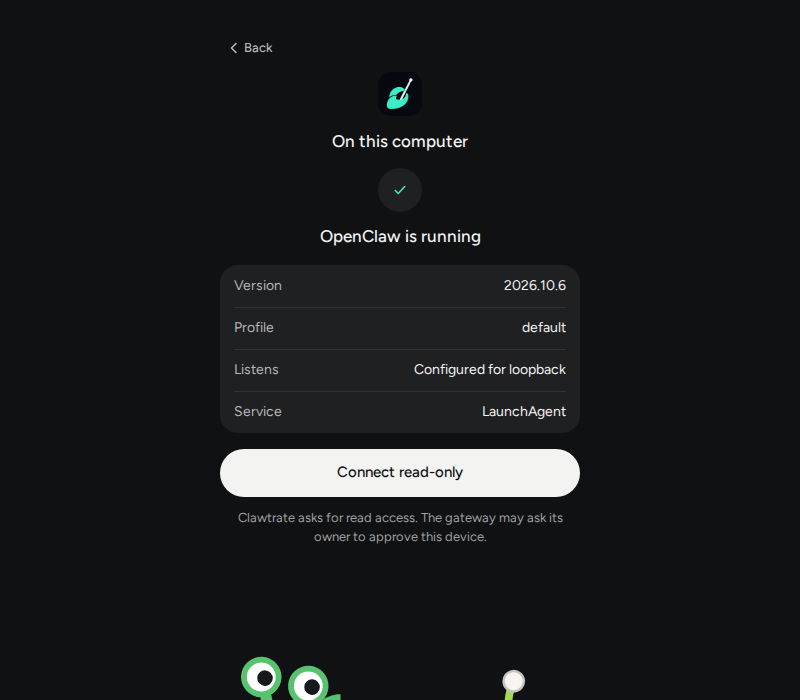 Back
On this computer
OpenClaw is running
Version 2026.10.6
Profile default
Listens Configured for loopback
Service LaunchAgent
Connect read-only
Clawtrate asks for read access. The gateway may ask its
owner to approve this device.